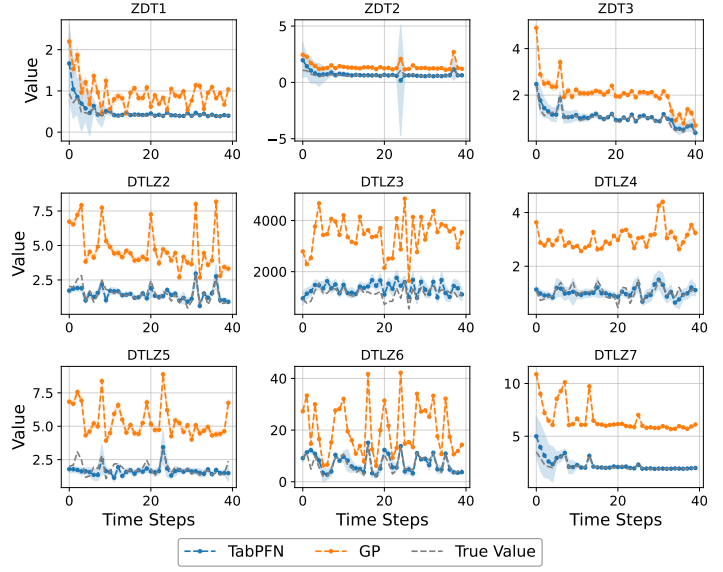 ZDT1 ZDT2 ZDT3
Value
2
1
0
0 20 40
5
0
−5
0 20 40
4
2
0 20 40
DTLZ2 DTLZ3 DTLZ4
Value
7.5
5.0
2.5
0 20 40
4000
2000
0 20 40
4
2
0 20 40
DTLZ5 DTLZ6 DTLZ7
Value
7.5
5.0
2.5
0 20 40
40
20
0
0 20 40
10
5
0 20 40
Time Steps Time Steps Time Steps
TabPFN GP True Value